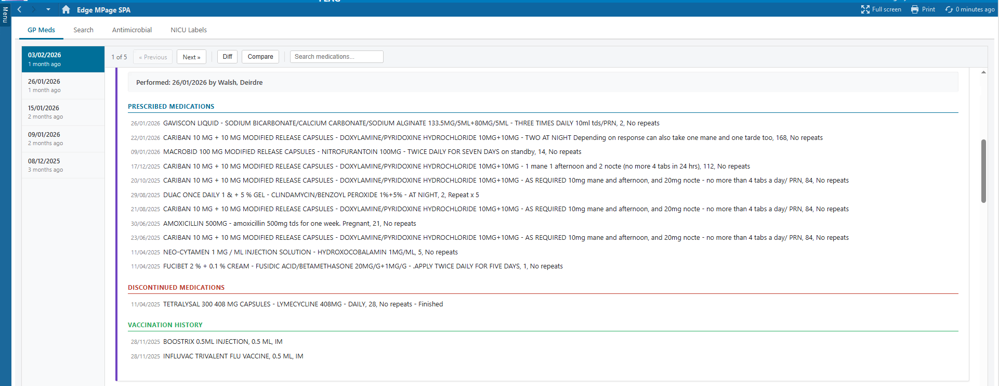 Menu
Edge MPage SPA
Full screen
Print
0 minutes ago
GP Meds
Search
Antimicrobial
NICU Labels
03/02/2026
1 month ago
26/01/2026
1 month ago
15/01/2026
2 months ago
09/01/2026
2 months ago
08/12/2025
3 months ago
1 of 5
« Previous
Next »
Diff
Compare
Search medications...
Performed: 26/01/2026 by Walsh, Deirdre
PRESCRIBED MEDICATIONS
26/01/2026 GAVISCON LIQUID - SODIUM BICARBONATE/CALCIUM CARBONATE/SODIUM ALGINATE 133.5MG/5ML+80MG/5ML - THREE TIMES DAILY 10ml tds/PRN, 2, No repeats
22/01/2026 CARIBAN 10 MG + 10 MG MODIFIED RELEASE CAPSULES - DOXYLAMINE/PYRIDOXINE HYDROCHLORIDE 10MG+10MG - TWO AT NIGHT Depending on response can also take one mane and one tarde too, 168, No repeats
09/01/2026 MACROBID 100 MG MODIFIED RELEASE CAPSULES - NITROFURANTOIN 100MG - TWICE DAILY FOR SEVEN DAYS on standby, 14, No repeats
17/12/2025 CARIBAN 10 MG + 10 MG MODIFIED RELEASE CAPSULES - DOXYLAMINE/PYRIDOXINE HYDROCHLORIDE 10MG+10MG - 1 mane 1 afternoon and 2 nocte (no more 4 tabs in 24 hrs), 112, No repeats
20/10/2025 CARIBAN 10 MG + 10 MG MODIFIED RELEASE CAPSULES - DOXYLAMINE/PYRIDOXINE HYDROCHLORIDE 10MG+10MG - AS REQUIRED 10mg mane and afternoon, and 20mg nocte - no more than 4 tabs a day/ PRN, 84, No repeats
29/08/2025 DUAC ONCE DAILY 1 & + 5 % GEL - CLINDAMYCIN/BENZOYL PEROXIDE 1%+5% - AT NIGHT, 2, Repeat x 5
21/08/2025 CARIBAN 10 MG + 10 MG MODIFIED RELEASE CAPSULES - DOXYLAMINE/PYRIDOXINE HYDROCHLORIDE 10MG+10MG - AS REQUIRED 10mg mane and afternoon, and 20mg nocte - no more than 4 tabs a day/ PRN, 84, No repeats
30/06/2025 AMOXICILLIN 500MG - amoxicillin 500mg tds for one week. Pregnant, 21, No repeats
23/06/2025 CARIBAN 10 MG + 10 MG MODIFIED RELEASE CAPSULES - DOXYLAMINE/PYRIDOXINE HYDROCHLORIDE 10MG+10MG - AS REQUIRED 10mg mane and afternoon, and 20mg nocte - no more than 4 tabs a day/ PRN, 84, No repeats
11/04/2025 NEO-CYTAMEN 1 MG / ML INJECTION SOLUTION - HYDROXOCOBALAMIN 1MG/ML, 5, No repeats
11/04/2025 FUCIBET 2 % + 0.1 % CREAM - FUSIDIC ACID/BETAMETHASONE 20MG/G+1MG/G - .APPLY TWICE DAILY FOR FIVE DAYS, 1, No repeats
DISCONTINUED MEDICATIONS
11/04/2025 TETRALYSAL 300 408 MG CAPSULES - LYMECYCLINE 408MG - DAILY, 28, No repeats - Finished
VACCINATION HISTORY
28/11/2025 BOOSTRIX 0.5ML INJECTION, 0.5 ML, IM
28/11/2025 INFLUVAC TRIVALENT FLU VACCINE, 0.5 ML, IM